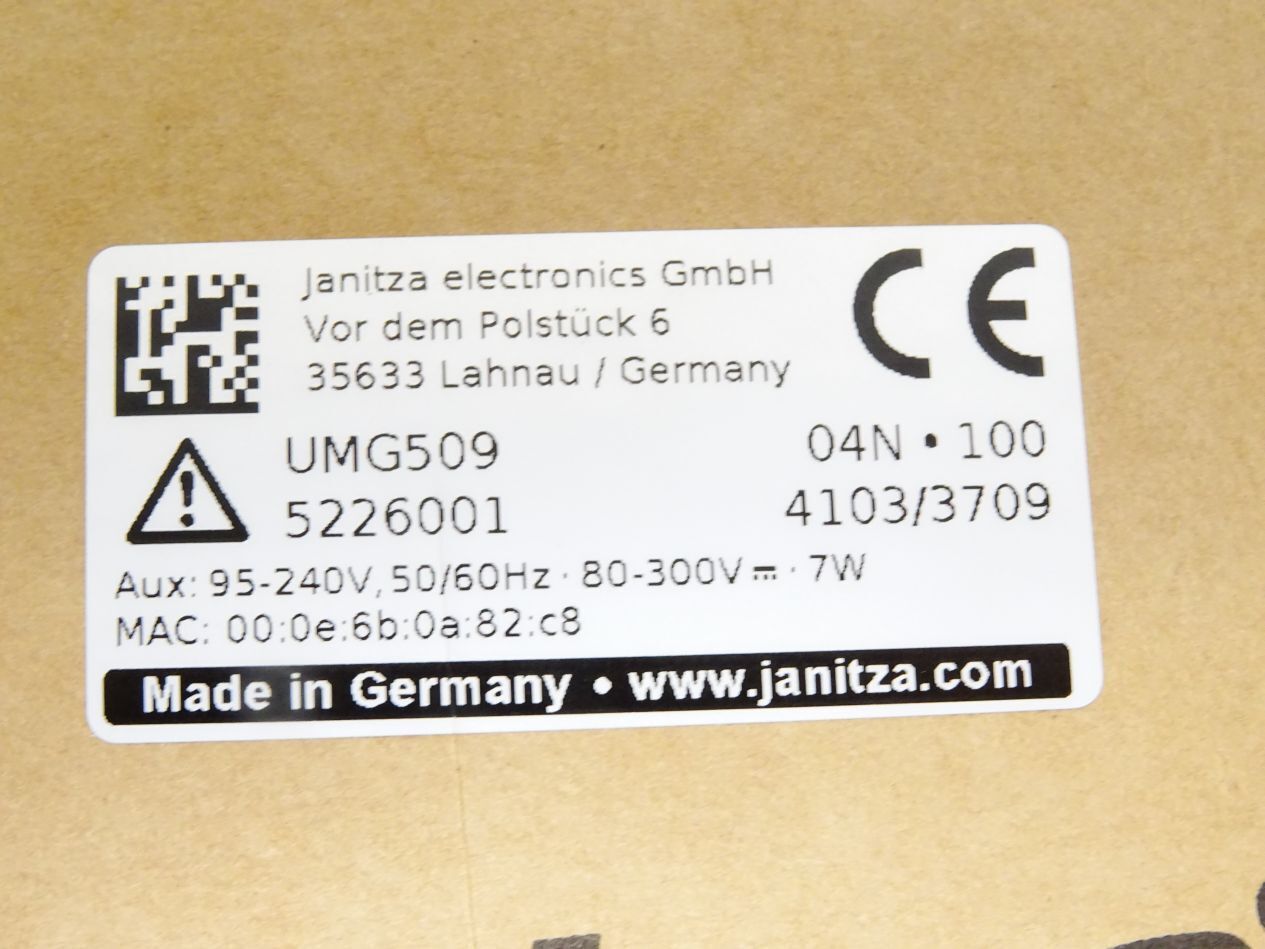 Janitza electronics GmbH
Vor dem Polstück 6
35633 Lahnau / Germany
CE
UMG509
04N • 100
5226001
4103/3709
Aux: 95-240V, 50/60Hz · 80-300V⎓ · 7W
MAC: 00:0e:6b:0a:82:c8
Made in Germany • www.janitza.com